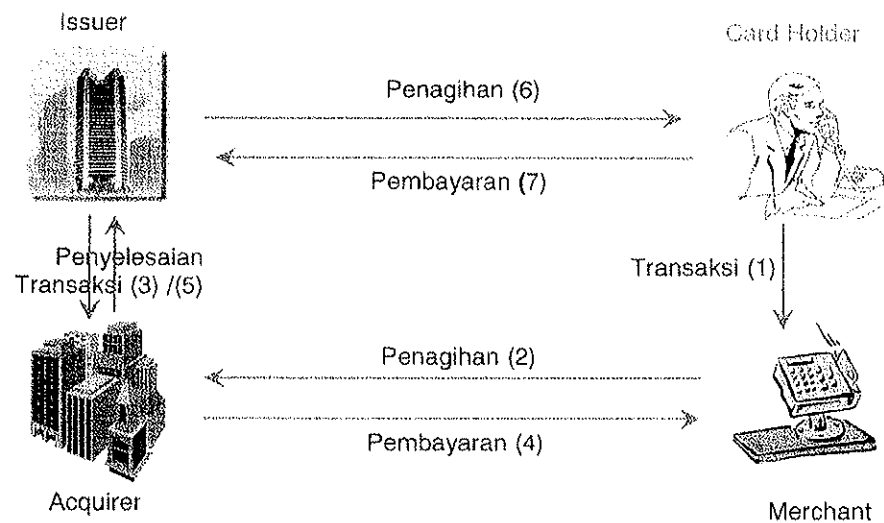 Issuer
Card Holder
Penagihan (6)
Pembayaran (7)
Penyelesaian
Transaksi (3) /(5)
Transaksi (1)
Penagihan (2)
Pembayaran (4)
Acquirer
Merchant